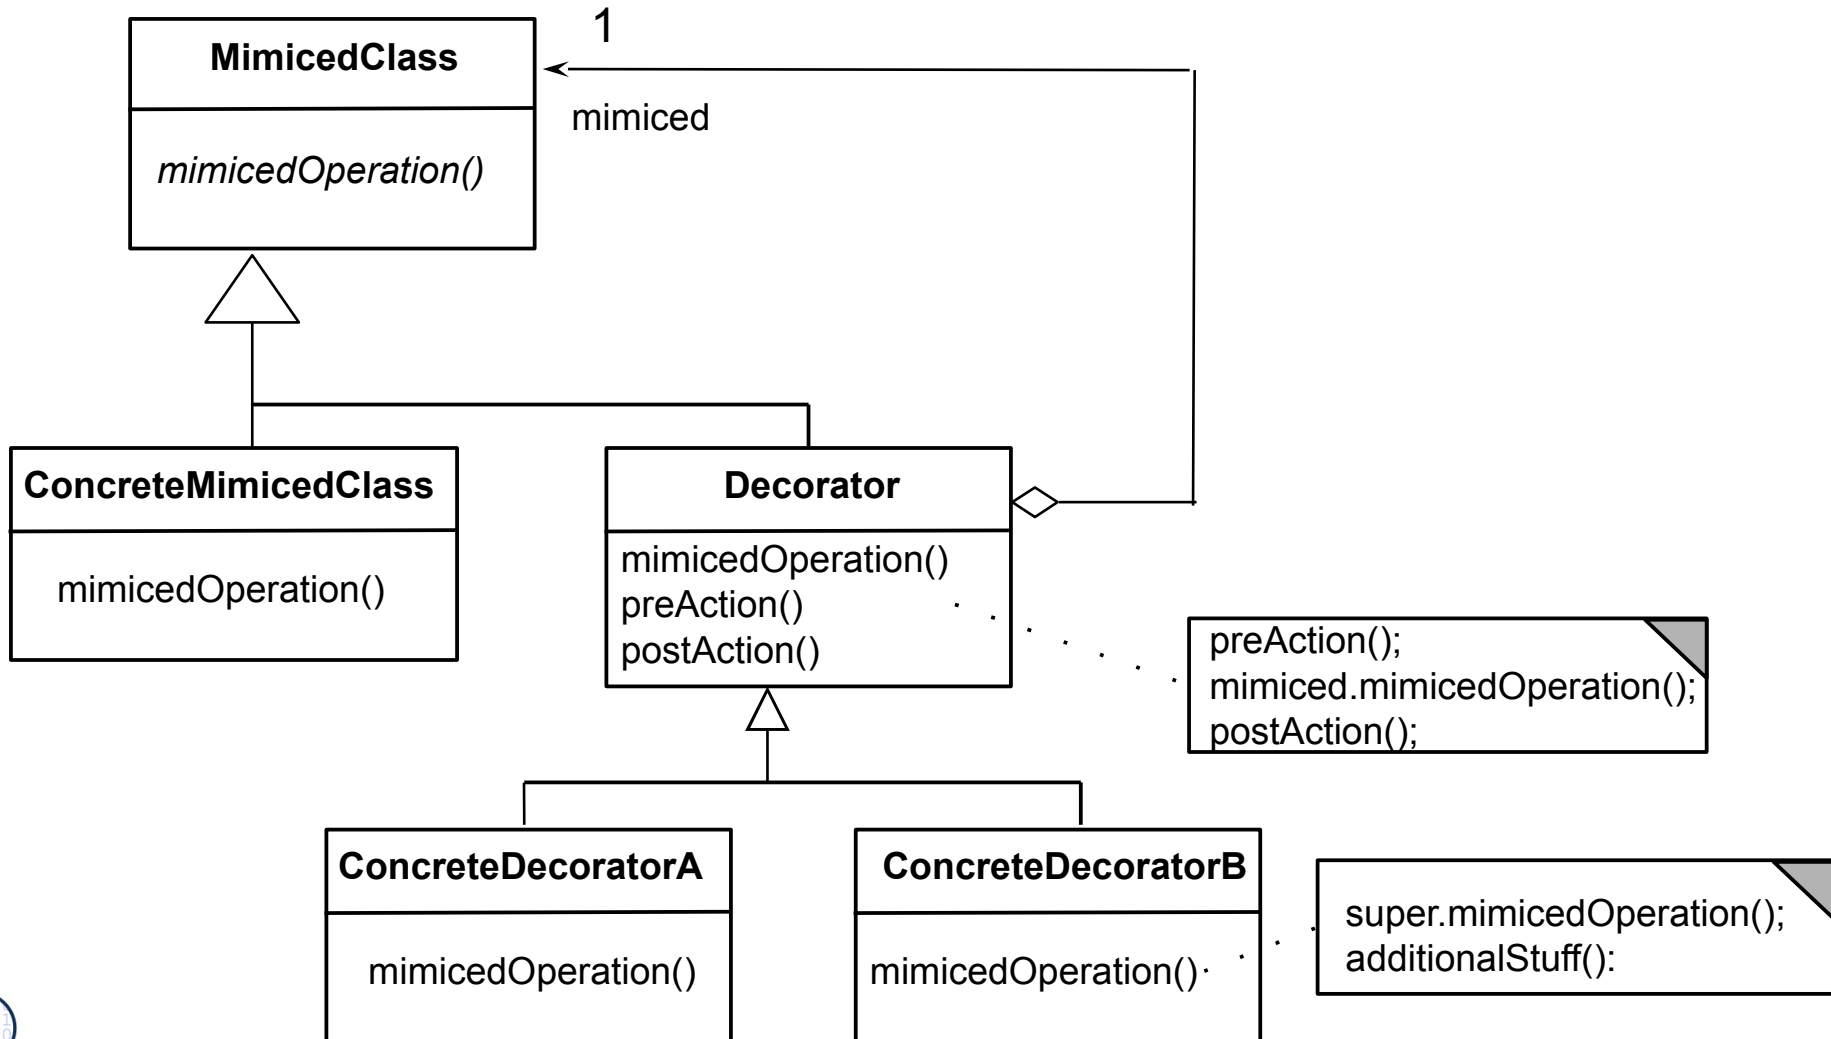 1
MimicedClass
mimiced
mimicedOperation()
ConcreteMimicedClass
mimicedOperation()
Decorator
mimicedOperation()
preAction()
postAction()
preAction();
mimiced.mimicedOperation();
postAction();
ConcreteDecoratorA
mimicedOperation()
ConcreteDecoratorB
mimicedOperation()
super.mimicedOperation();
additionalStuff():